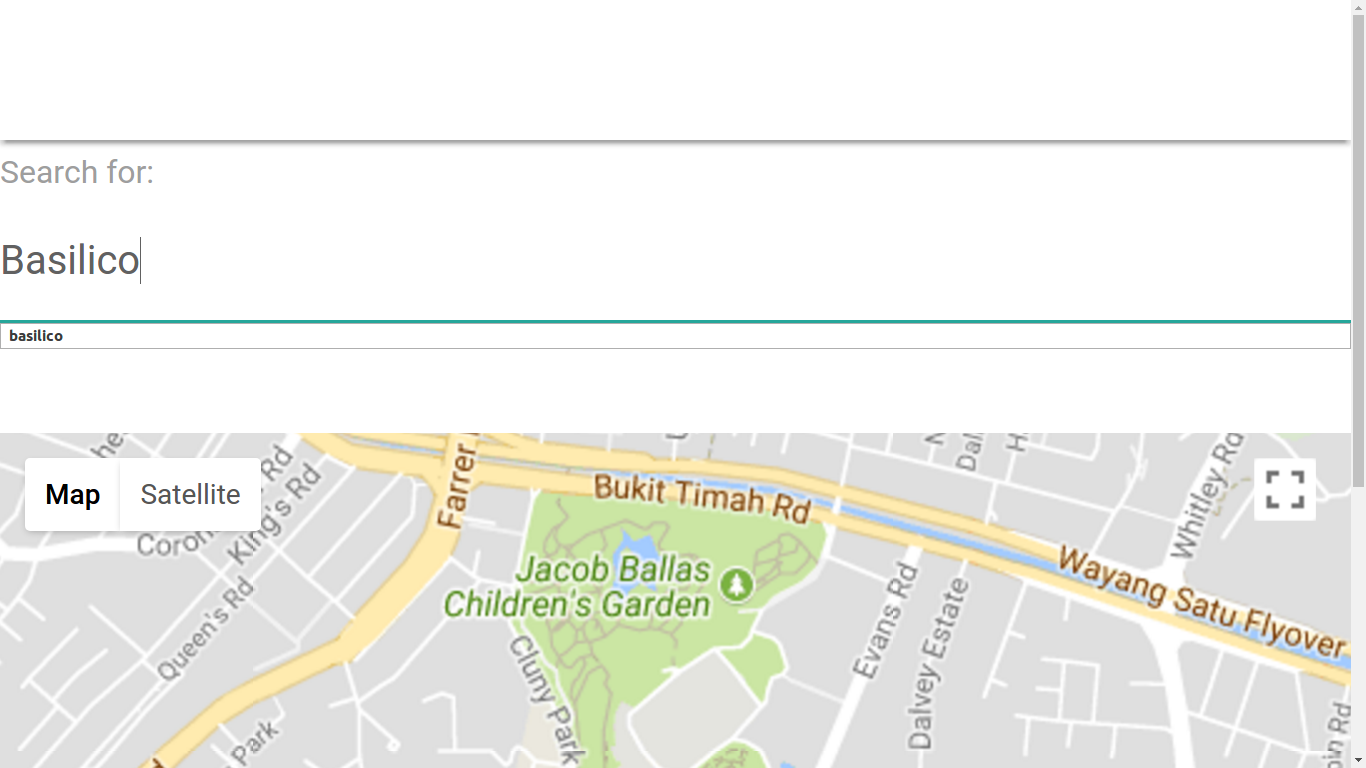 Search for:
Basilico
basilico
Map
Satellite
King's Rd
Queen's Rd
Farrer
Bukit Timah Rd
Jacob Ballas
Children's Garden
Cluny Park
Evans Rd
Dalvey Estate
Whitley Rd
Wayang Satu Flyover
Park
Rd